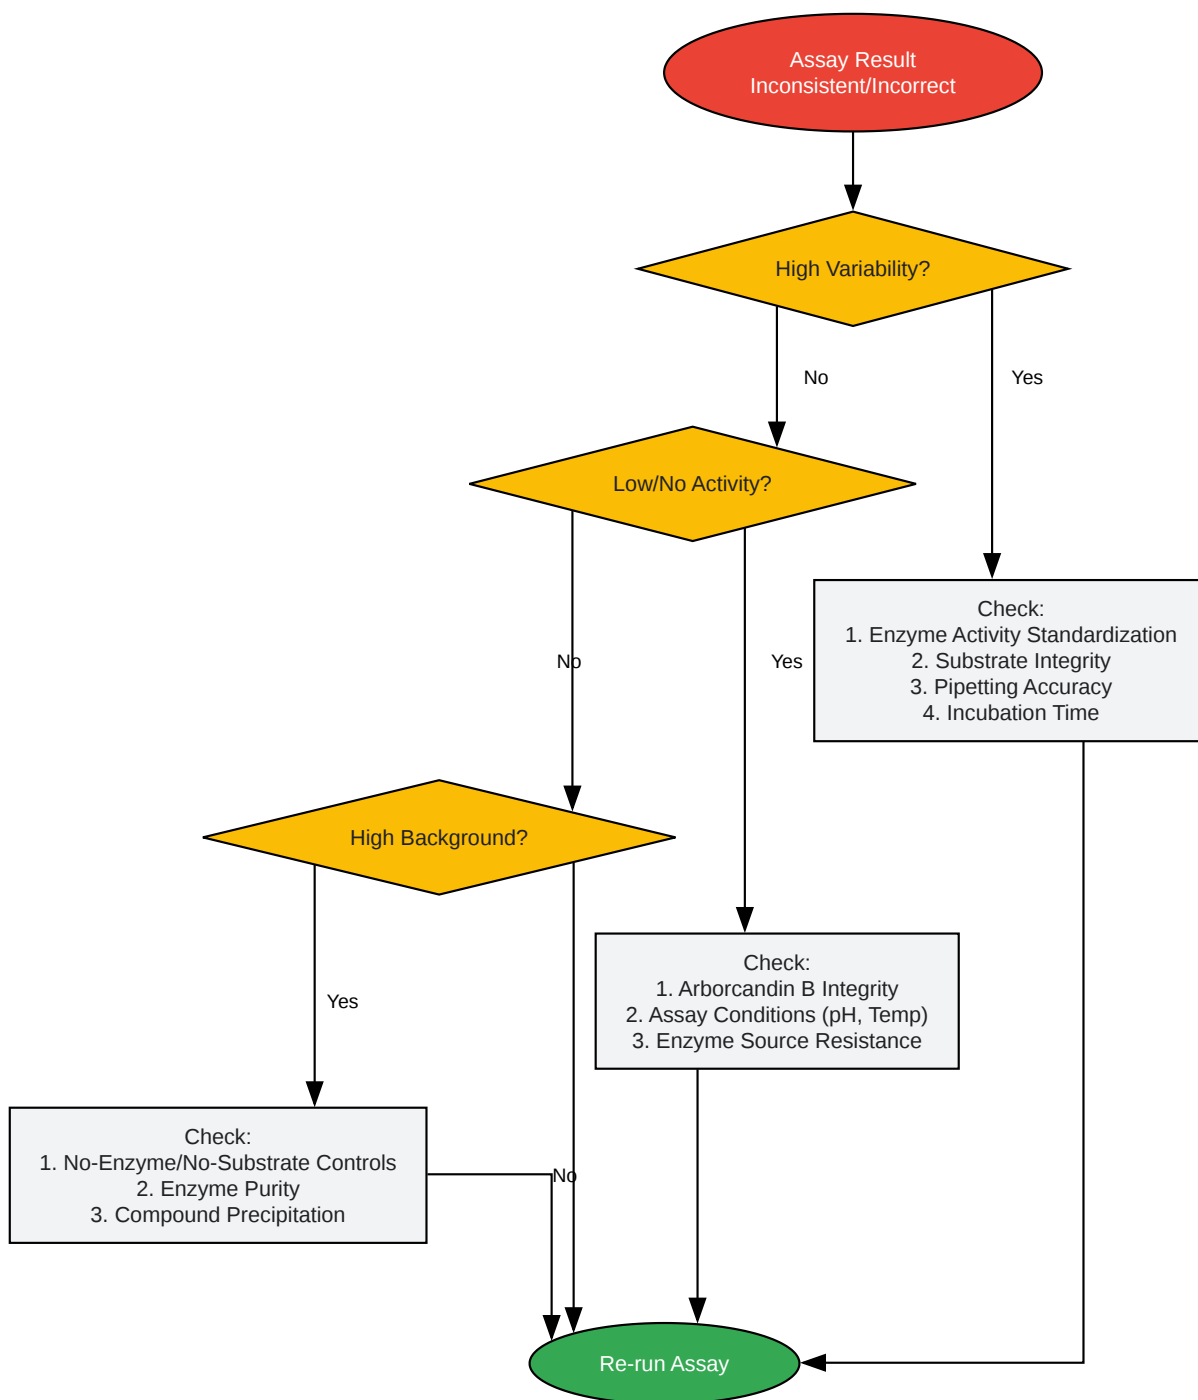 Assay Result
Inconsistent/Incorrect
High Variability?
No
Yes
Low/No Activity?
Check:
1. Enzyme Activity Standardization
2. Substrate Integrity
3. Pipetting Accuracy
4. Incubation Time
No
Yes
High Background?
Check:
1. Arborcandin B Integrity
2. Assay Conditions (pH, Temp)
3. Enzyme Source Resistance
Yes
Check:
1. No-Enzyme/No-Substrate Controls
2. Enzyme Purity
3. Compound Precipitation
No
Re-run Assay